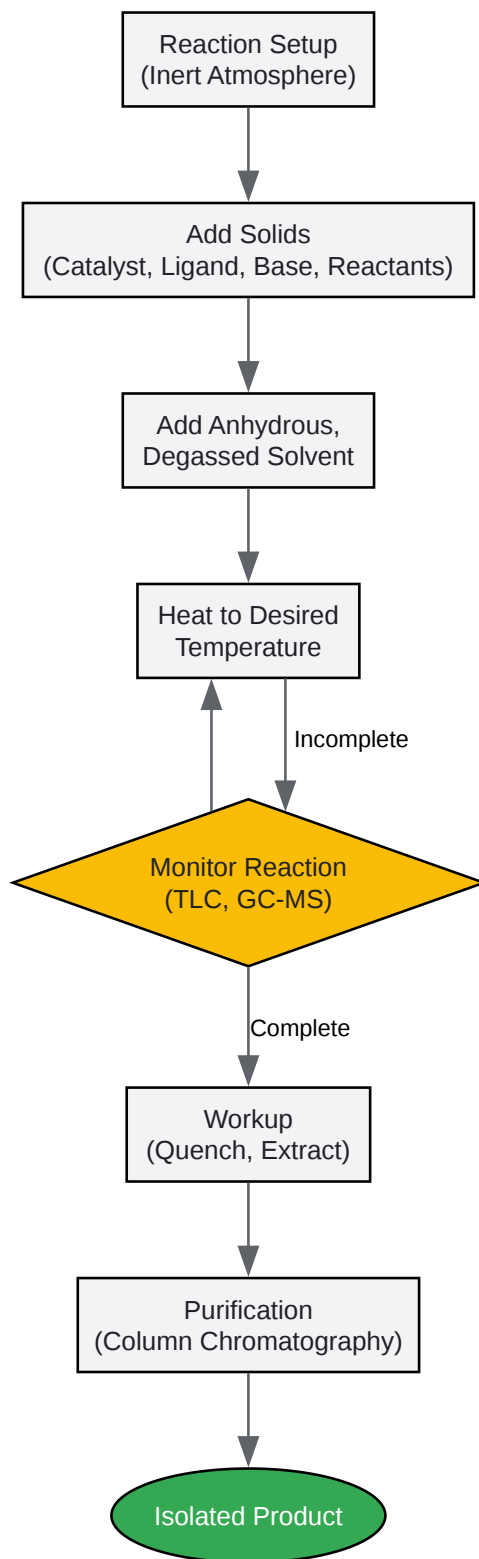 Reaction Setup
(Inert Atmosphere)
Add Solids
(Catalyst, Ligand, Base, Reactants)
Add Anhydrous,
Degassed Solvent
Heat to Desired
Temperature
Incomplete
Monitor Reaction
(TLC, GC-MS)
Complete
Workup
(Quench, Extract)
Purification
(Column Chromatography)
Isolated Product